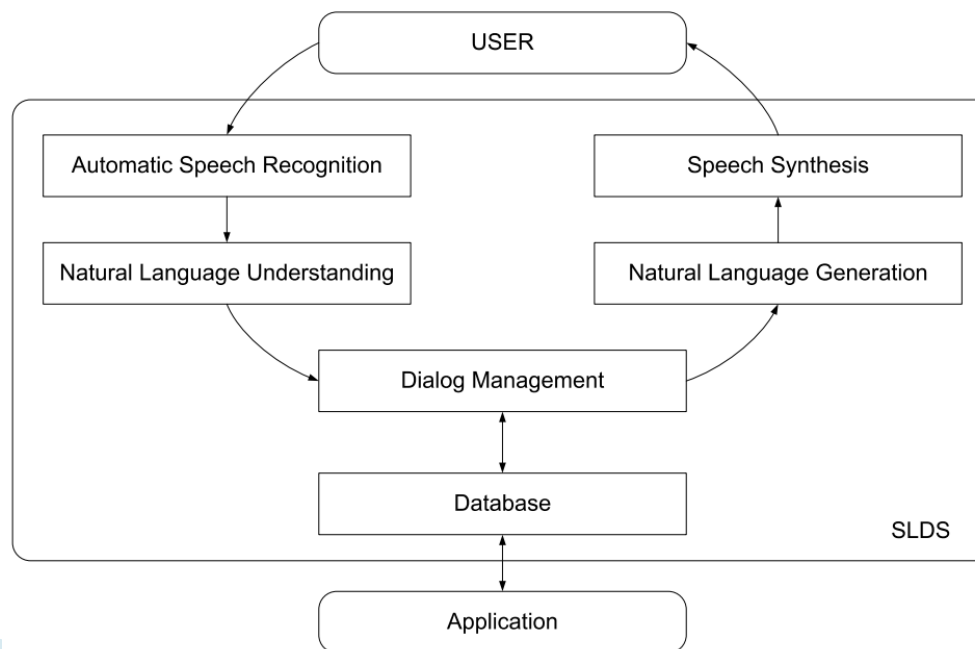 USER
Automatic Speech Recognition
Speech Synthesis
Natural Language Understanding
Natural Language Generation
Dialog Management
Database
SLDS
Application